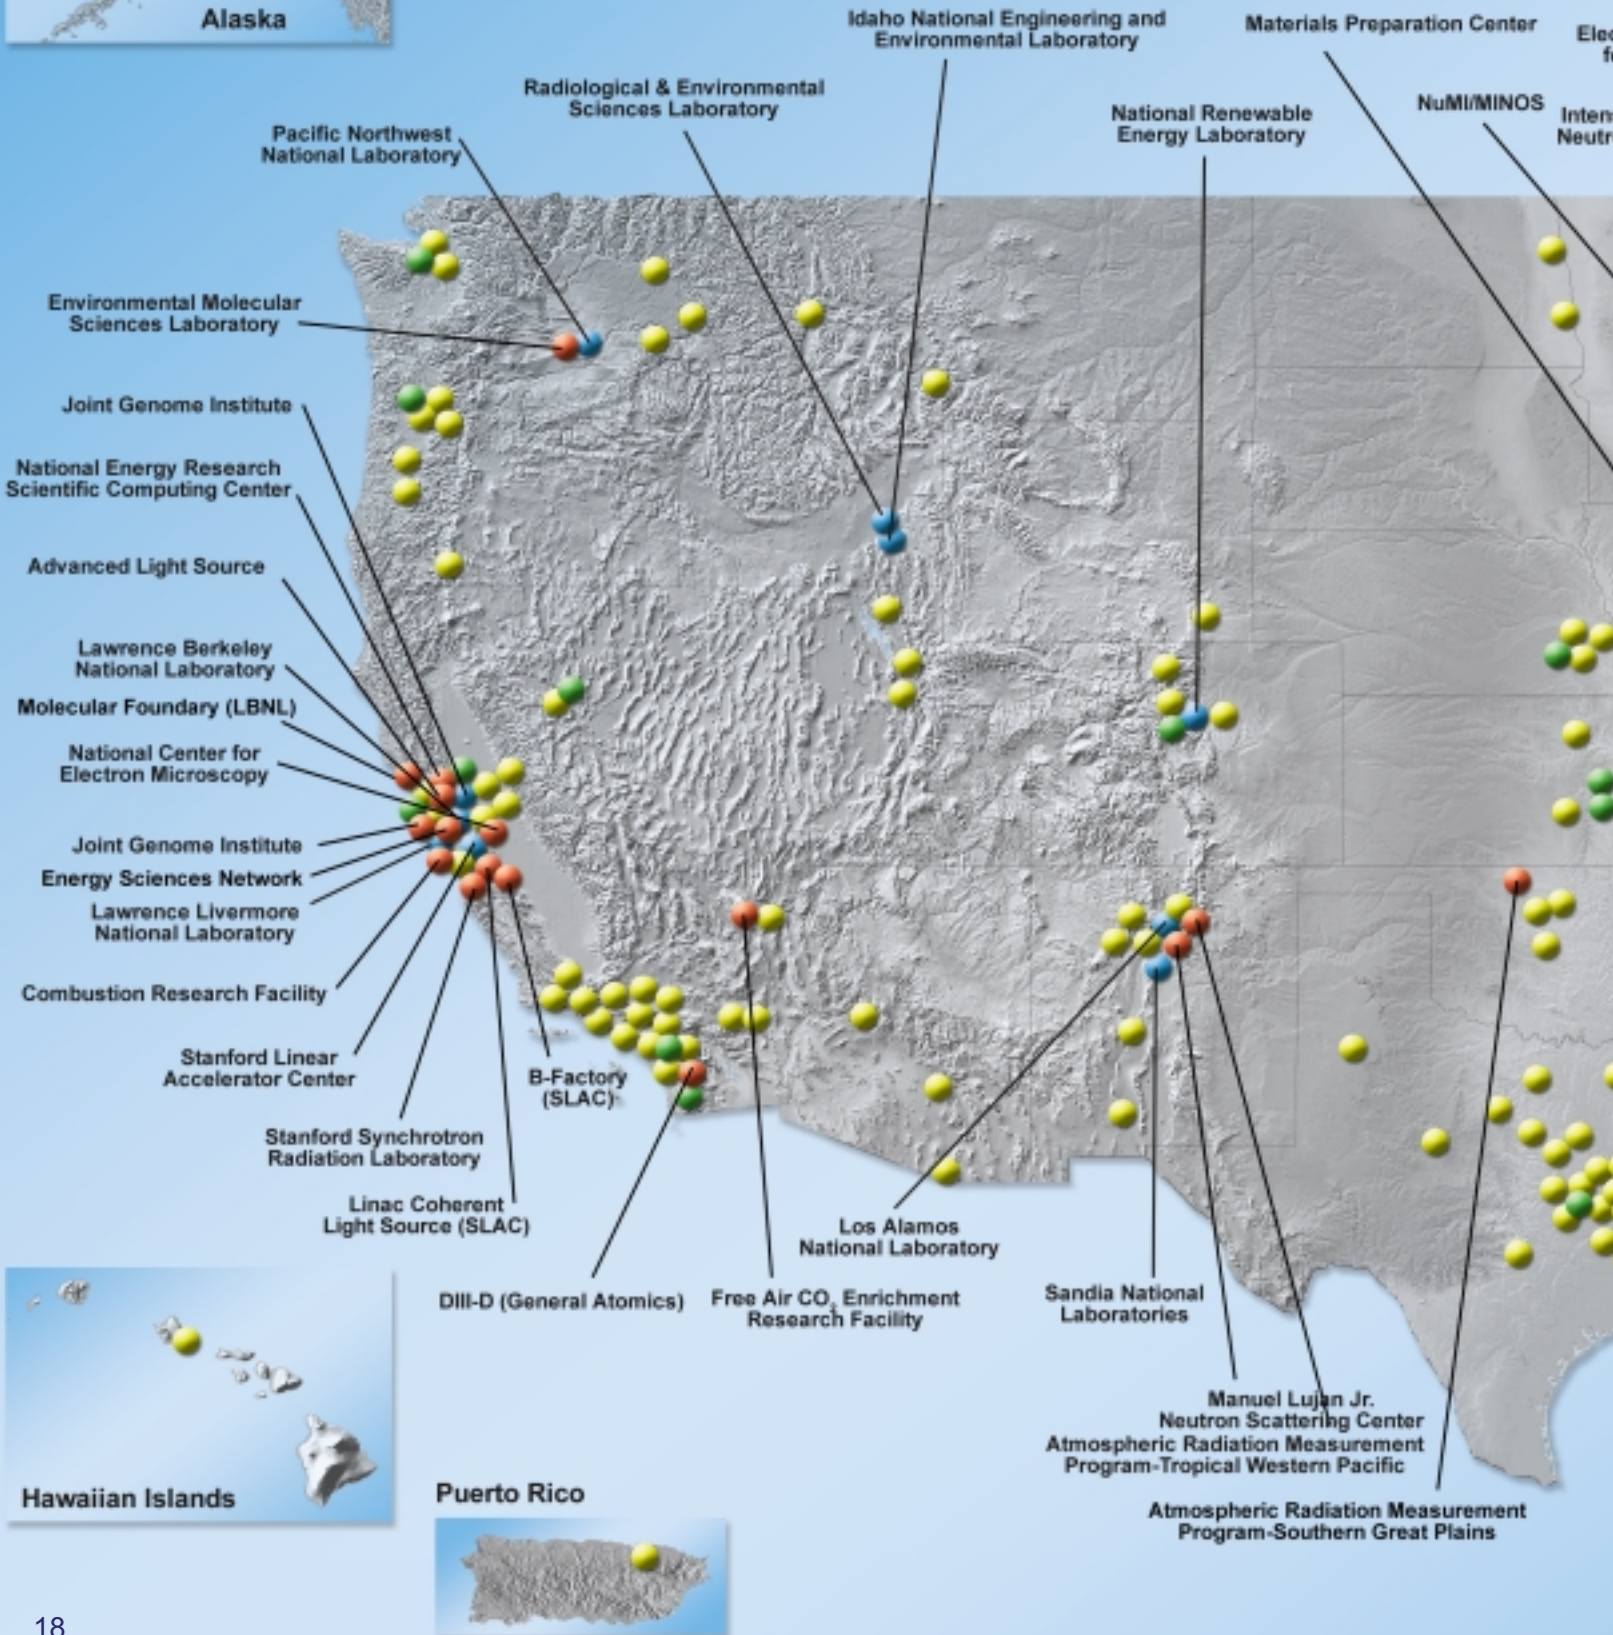 Alaska
Idaho National Engineering and
Environmental Laboratory
Materials Preparation Center
Radiological & Environmental
Sciences Laboratory
NuMI/MINOS
National Renewable
Energy Laboratory
Pacific Northwest
National Laboratory
Environmental Molecular
Sciences Laboratory
Joint Genome Institute
National Energy Research
Scientific Computing Center
Advanced Light Source
Lawrence Berkeley
National Laboratory
Molecular Foundary (LBNL)
National Center for
Electron Microscopy
Joint Genome Institute
Energy Sciences Network
Lawrence Livermore
National Laboratory
Combustion Research Facility
Stanford Linear
Accelerator Center
B-Factory
(SLAC)
Stanford Synchrotron
Radiation Laboratory
Linac Coherent
Light Source (SLAC)
DIII-D (General Atomics)
Free Air CO₂ Enrichment
Research Facility
Los Alamos
National Laboratory
Sandia National
Laboratories
Manuel Lujan Jr.
Neutron Scattering Center
Atmospheric Radiation Measurement
Program-Tropical Western Pacific
Atmospheric Radiation Measurement
Program-Southern Great Plains
Hawaiian Islands
Puerto Rico
18